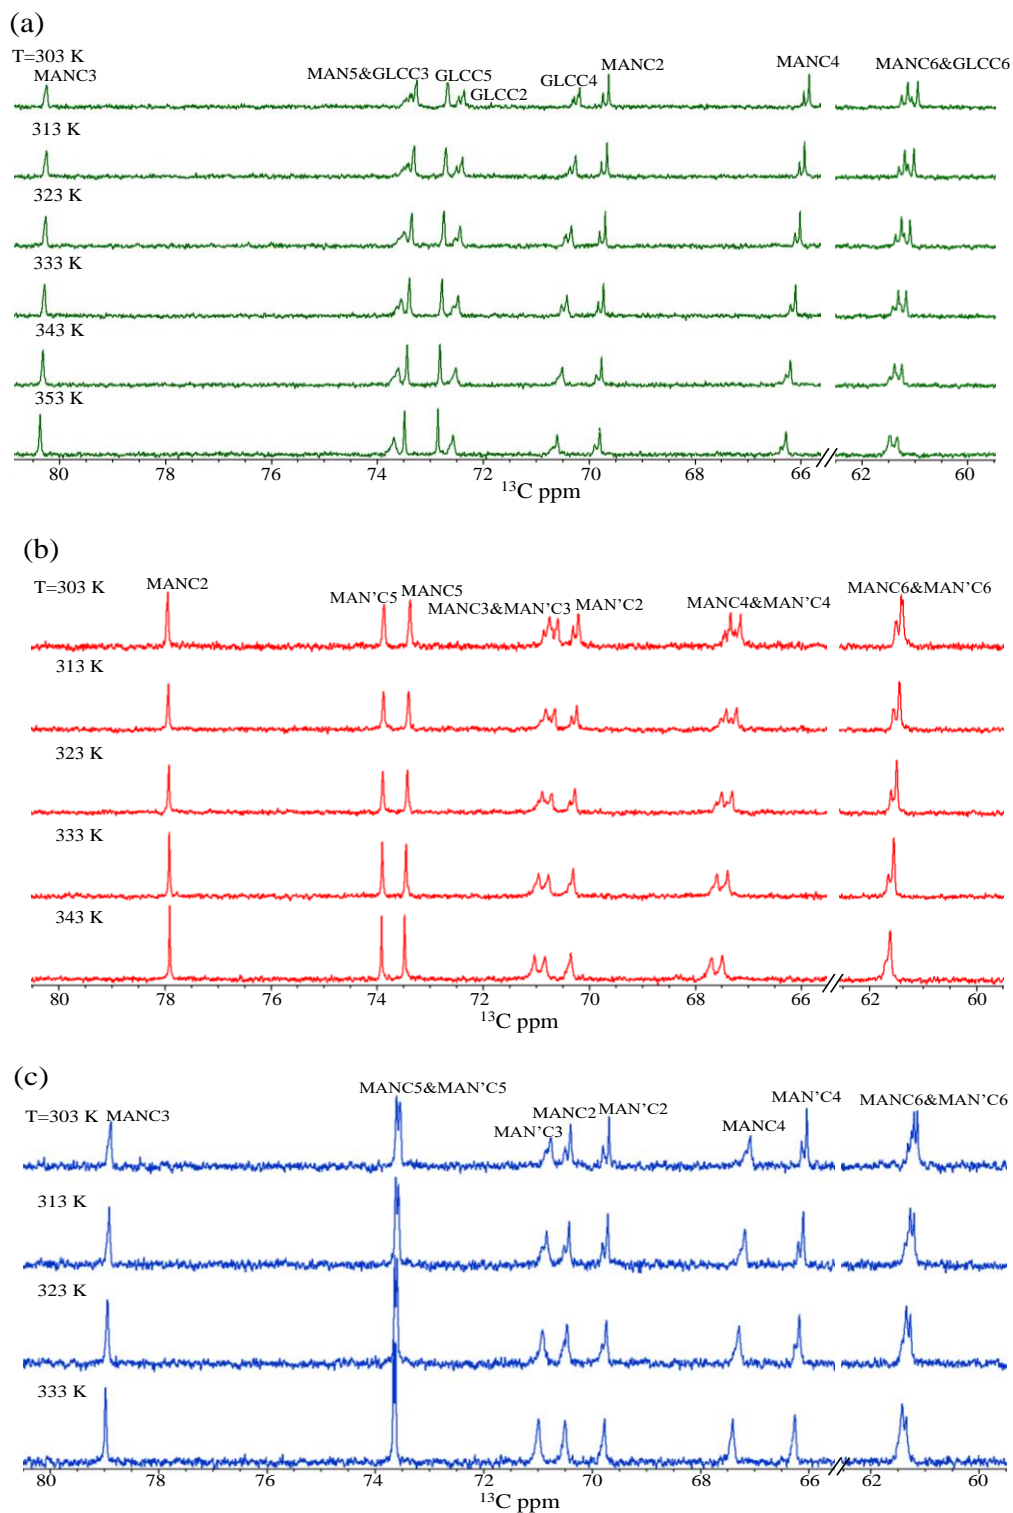 (a)
T=303 K
MANC3
MAN5&GLCC3
GLCC5
GLCC2
GLCC4
MANC2
MANC4
MANC6&GLCC6
313 K
323 K
333 K
343 K
353 K
80 78 76 74 72 70 68 66 62 60
13C ppm
(b)
T=303 K
MANC2
MAN’C5
MANC5
MANC3&MAN’C3
MAN’C2
MANC4&MAN’C4
MANC6&MAN’C6
313 K
323 K
333 K
343 K
80 78 76 74 72 70 68 66 62 60
13C ppm
(c)
T=303 K
MANC3
MANC5&MAN’C5
MAN’C3
MANC2
MAN’C2
MANC4
MAN’C4
MANC6&MAN’C6
313 K
323 K
333 K
80 78 76 74 72 70 68 66 62 60
13C ppm